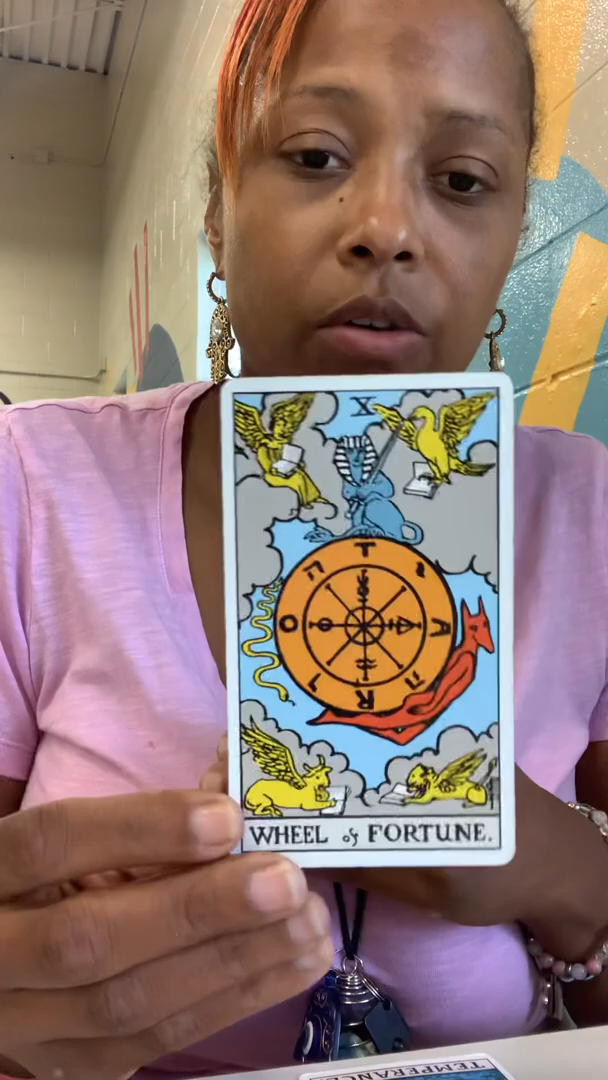 X
T
A
R
O
ה
ו
ה
י
WHEEL of FORTUNE.
TEMPERANCE